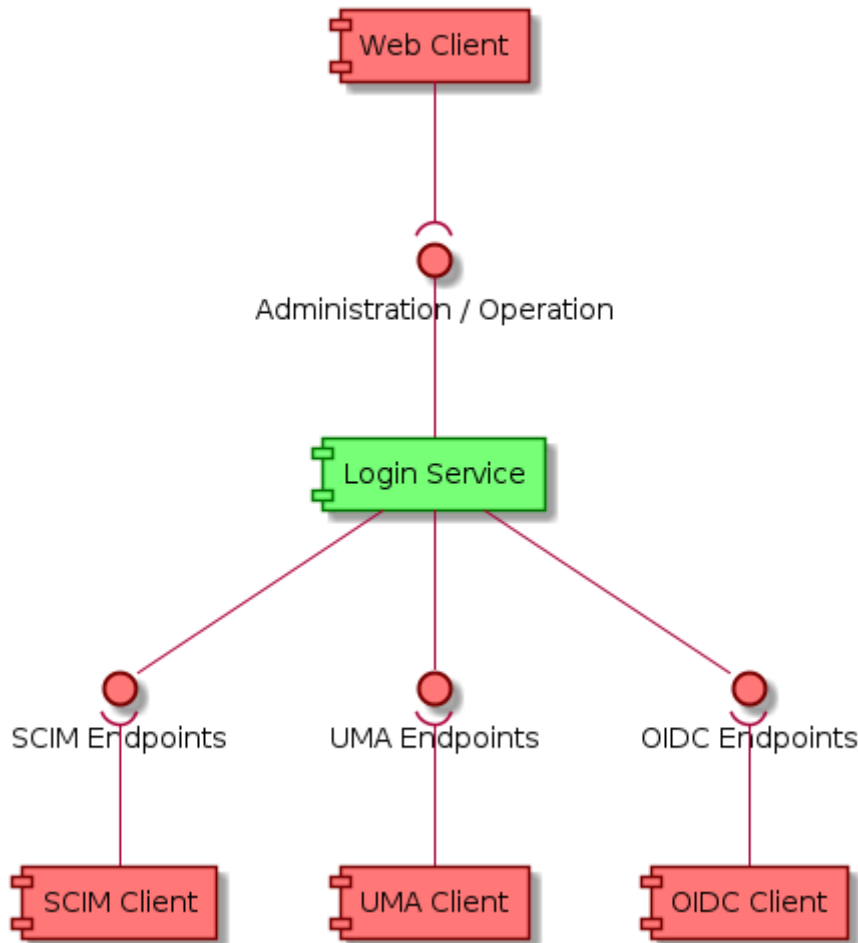 Web Client
Administration / Operation
Login Service
SCIM Endpoints
UMA Endpoints
OIDC Endpoints
SCIM Client
UMA Client
OIDC Client